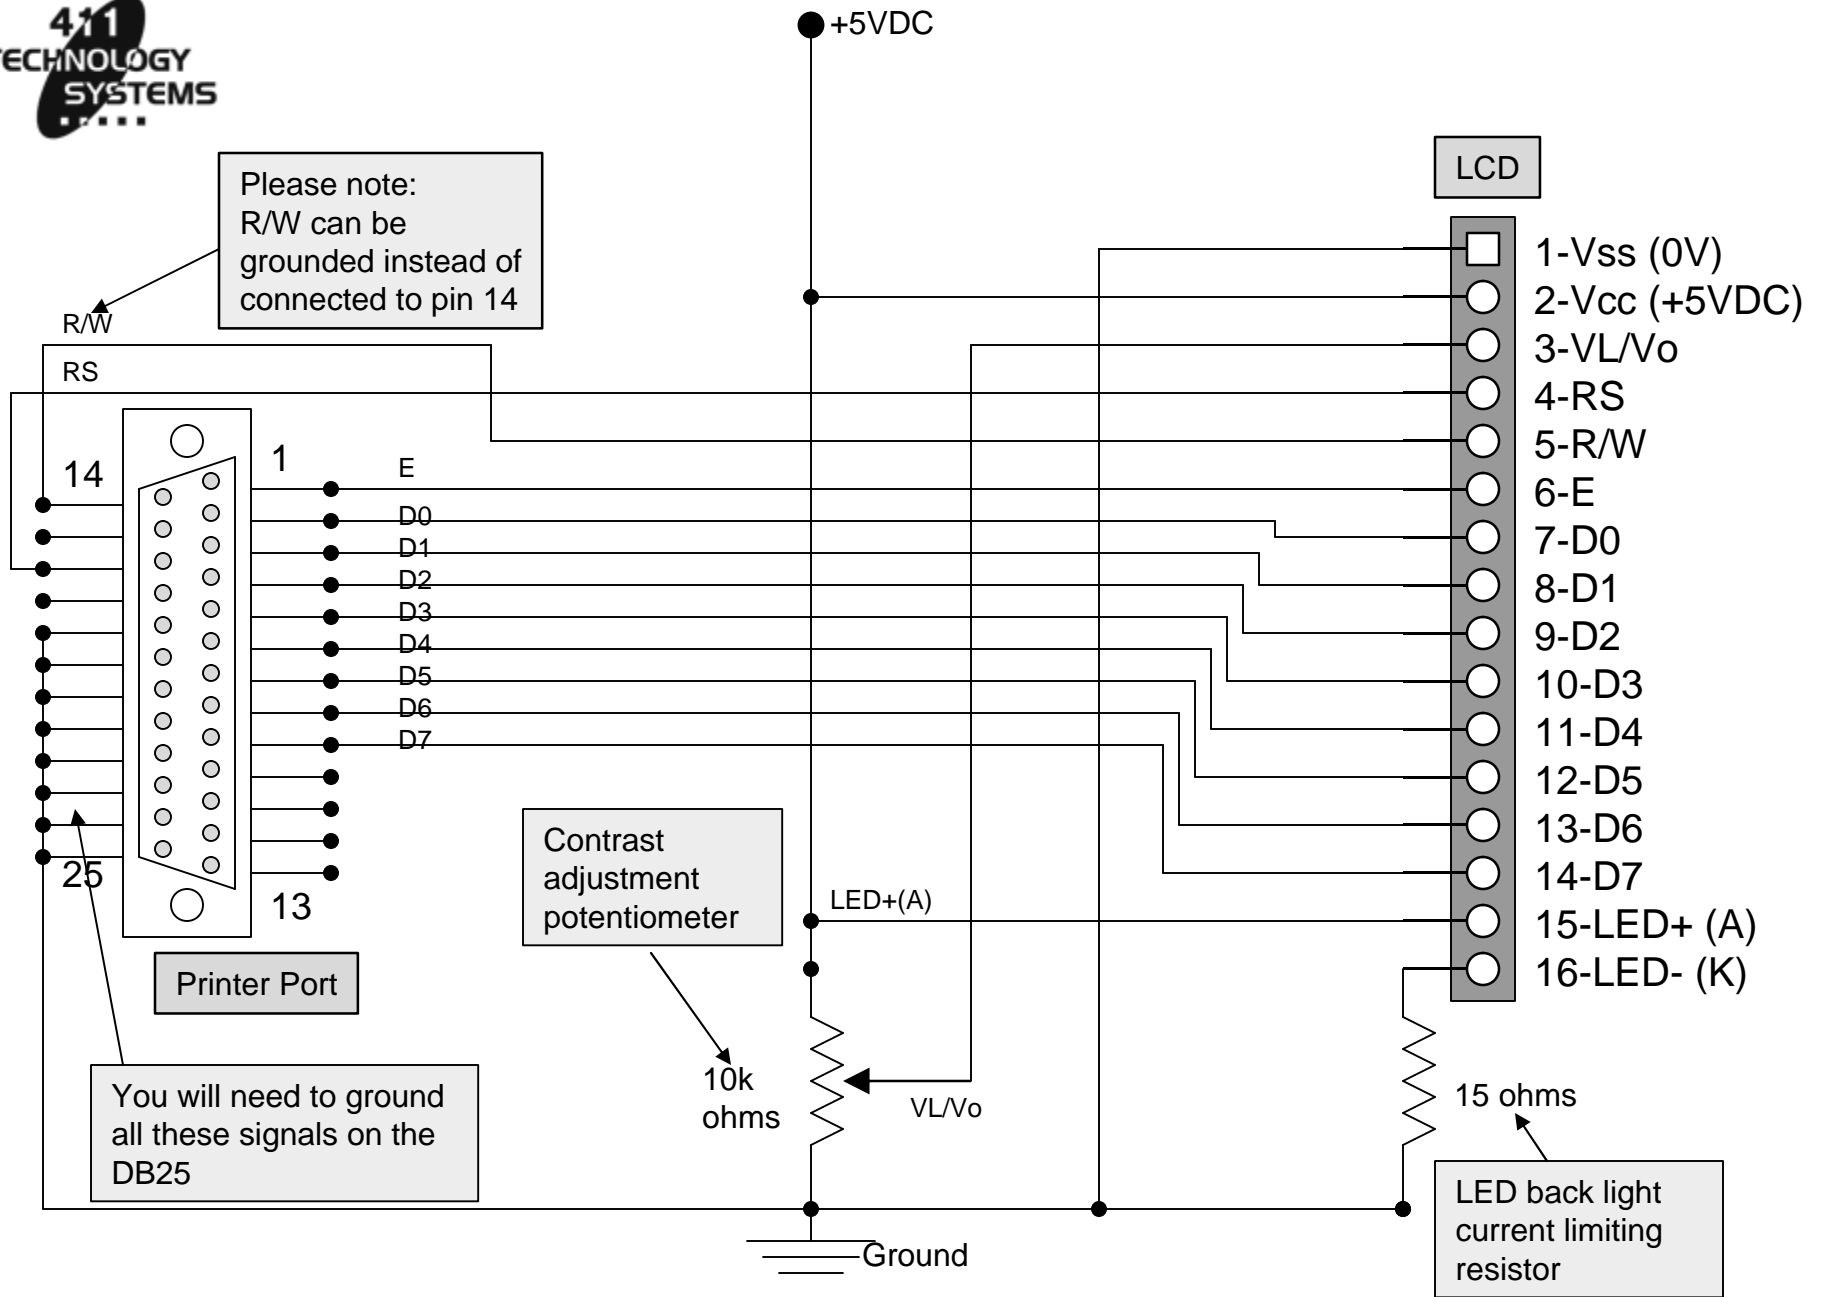 411
TECHNOLOGY
SYSTEMS
+5VDC
Please note:
R/W can be
grounded instead of
connected to pin 14
R/W
RS
14
1
25
13
E
D0
D1
D2
D3
D4
D5
D6
D7
Printer Port
You will need to ground
all these signals on the
DB25
Contrast
adjustment
potentiometer
LED+(A)
10k
ohms
VL/Vo
Ground
LCD
1-Vss (0V)
2-Vcc (+5VDC)
3-VL/Vo
4-RS
5-R/W
6-E
7-D0
8-D1
9-D2
10-D3
11-D4
12-D5
13-D6
14-D7
15-LED+ (A)
16-LED- (K)
15 ohms
LED back light
current limiting
resistor